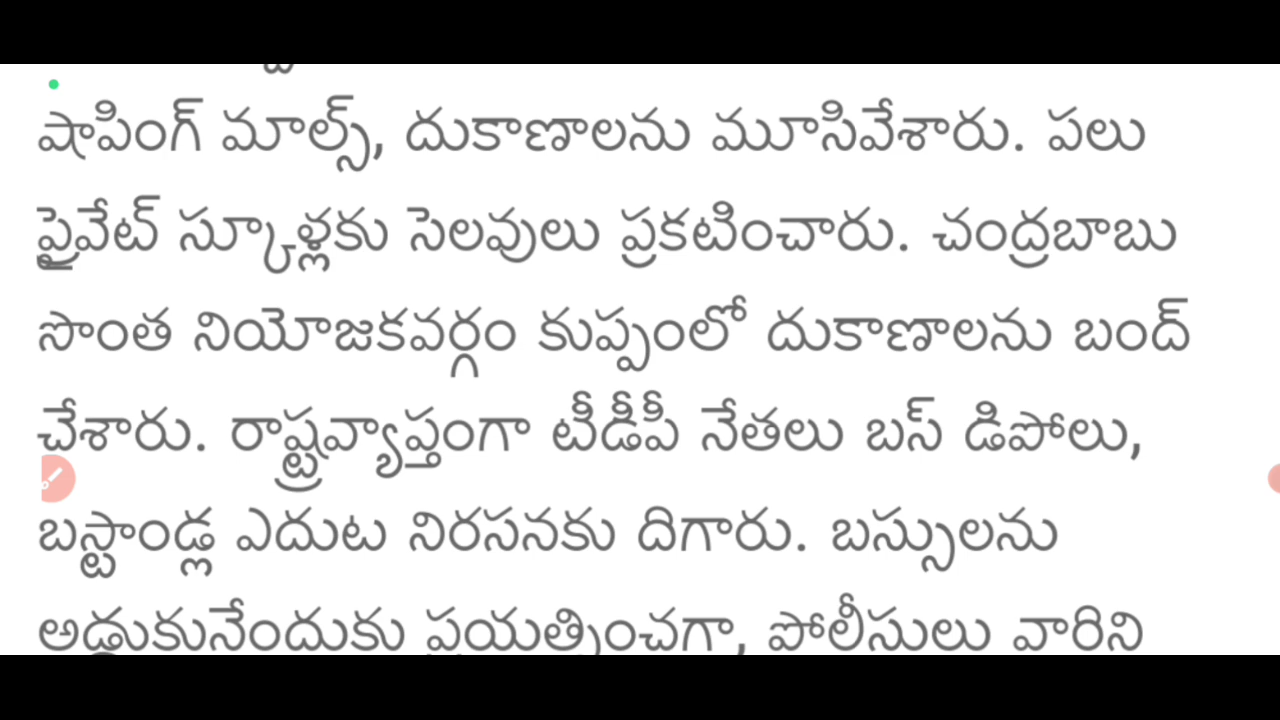 షాపింగ్ మాల్స్, దుకాణాలను మూసివేశారు. పలు
ప్రైవేట్ స్కూళ్లకు సెలవులు ప్రకటించారు. చంద్రబాబు
సొంత నియోజకవర్గం కుప్పంలో దుకాణాలను బంద్
చేశారు. రాష్ట్రవ్యాప్తంగా టీడీపీ నేతలు బస్ డిపోలు,
బస్టాండ్ల ఎదుట నిరసనకు దిగారు. బస్సులను
అడ్డుకునేందుకు ప్రయత్నించగా, పోలీసులు వారిని